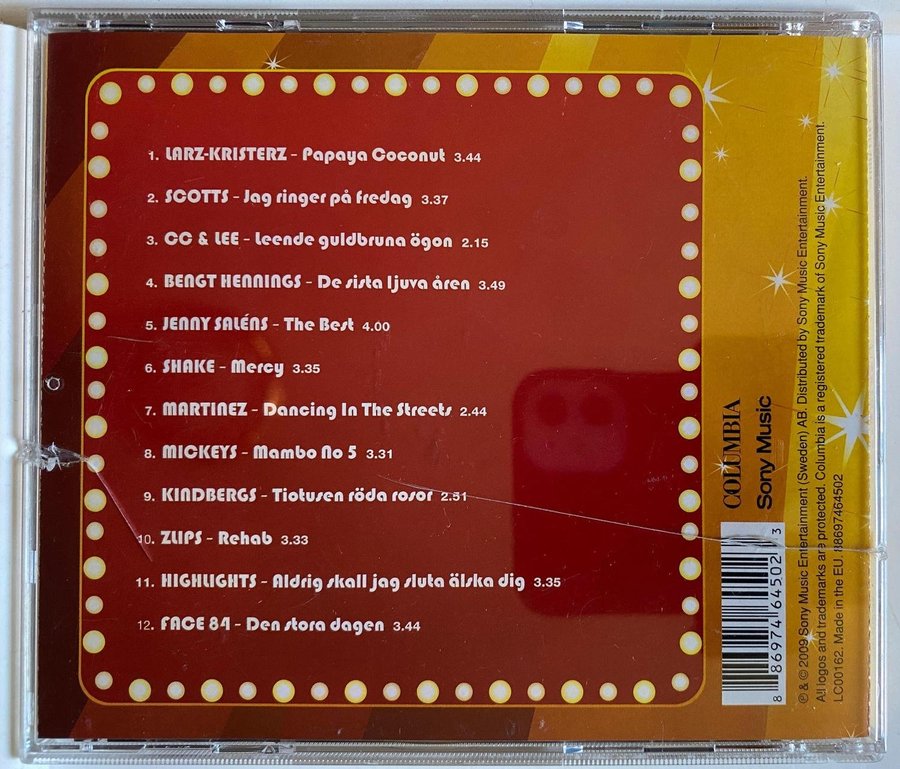 1. LARZ-KRISTERZ - Papaya Coconut 3.44
2. SCOTTS - Jag ringer på fredag 3.37
3. CC & LEE - Leende guldbruna ögon 2.15
4. BENGT HENNINGS - De sista ljuva åren 3.49
5. JENNY SALÉNS - The Best 4.00
6. SHAKE - Mercy 3.35
7. MARTINEZ - Dancing In The Streets 2.44
8. MICKEYS - Mambo No 5 3.31
9. KINDBERGS - Tiotusen röda rosor 2.51
10. ZLIPS - Rehab 3.33
11. HIGHLIGHTS - Aldrig skall jag sluta älska dig 3.35
12. FACE 84 - Den stora dagen 3.44
COLUMBIA
Sony Music
8 86974 64502 3
℗ & © 2009 Sony Music Entertainment (Sweden) AB. Distributed by Sony Music Entertainment.
All logos and trademarks are protected. Columbia is a registered trademark of Sony Music Entertainment.
LC00162. Made in the EU. 88697464502